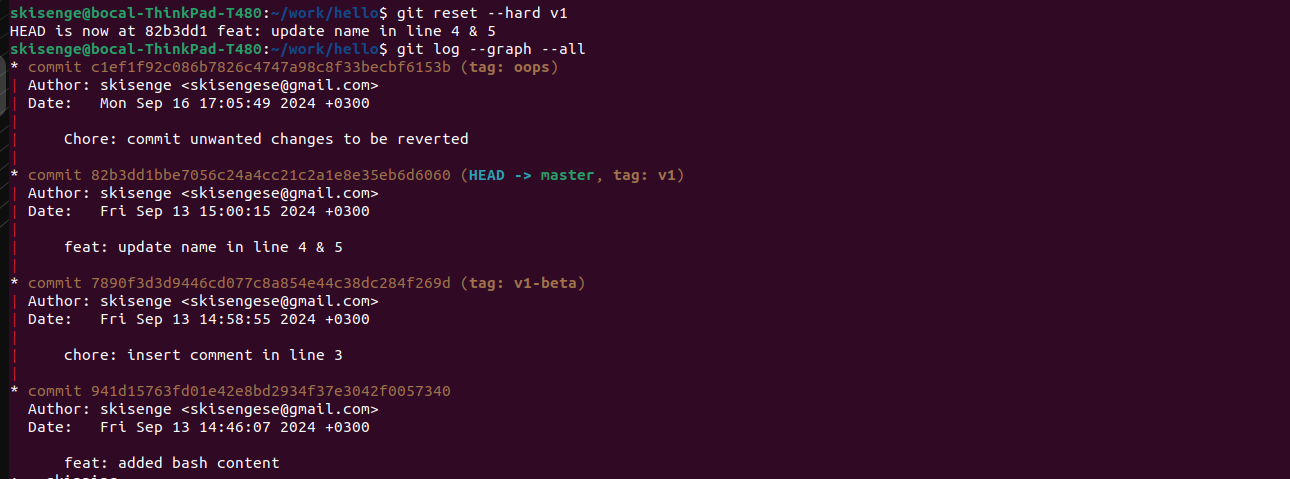 skisenge@bocal-ThinkPad-T480:~/work/hello$ git reset --hard v1
HEAD is now at 82b3dd1 feat: update name in line 4 & 5
skisenge@bocal-ThinkPad-T480:~/work/hello$ git log --graph --all
* commit c1ef1f92c086b7826c4747a98c8f33becbf6153b (tag: oops)
| Author: skisenge <skisengese@gmail.com>
| Date:   Mon Sep 16 17:05:49 2024 +0300
|
|     Chore: commit unwanted changes to be reverted
|
* commit 82b3dd1bbe7056c24a4cc21c2a1e8e35eb6d6060 (HEAD -> master, tag: v1)
| Author: skisenge <skisengese@gmail.com>
| Date:   Fri Sep 13 15:00:15 2024 +0300
|
|     feat: update name in line 4 & 5
|
* commit 7890f3d3d9446cd077c8a854e44c38dc284f269d (tag: v1-beta)
| Author: skisenge <skisengese@gmail.com>
| Date:   Fri Sep 13 14:58:55 2024 +0300
|
|     chore: insert comment in line 3
|
* commit 941d15763fd01e42e8bd2934f37e3042f0057340
  Author: skisenge <skisengese@gmail.com>
  Date:   Fri Sep 13 14:46:07 2024 +0300

      feat: added bash content